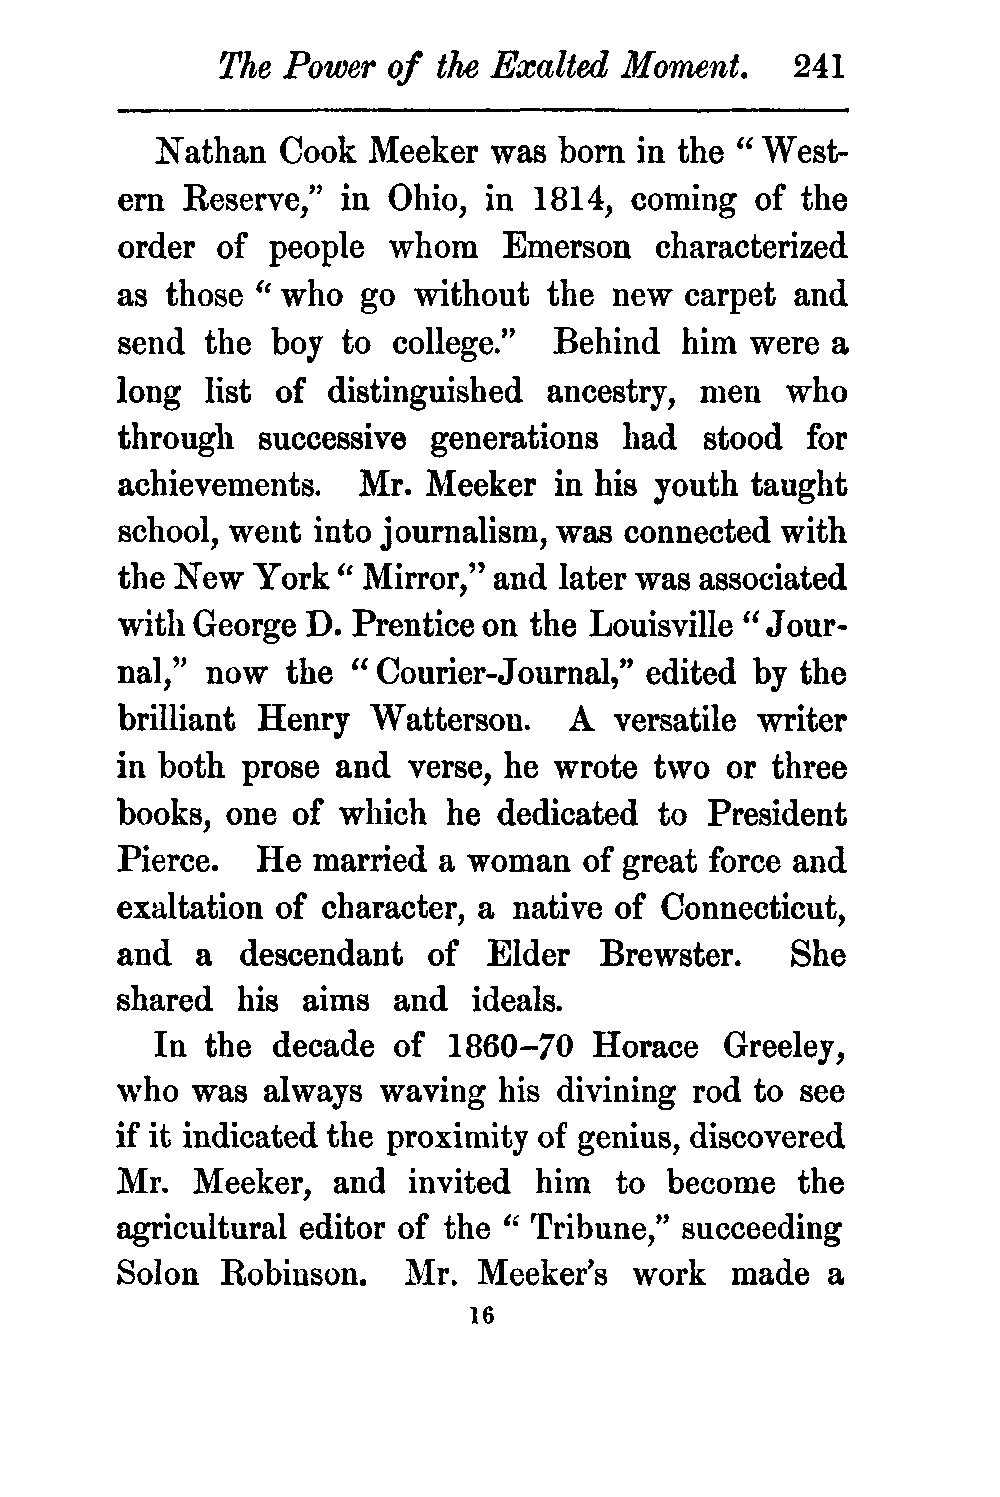 The Power of the Exalted Moment. 241
Nathan Cook Meeker was born in the “ West-
ern Reserve,” in Ohio, in 1814, coming of the
order of people whom Emerson characterized
as those “ who go without the new carpet and
send the boy to college.” Behind him were a
long list of distinguished ancestry, men who
through successive generations had stood for
achievements. Mr. Meeker in his youth taught
school, went into journalism, was connected with
the New York “ Mirror,” and later was associated
with George D. Prentice on the Louisville “ Jour-
nal,” now the “ Courier-Journal,” edited by the
brilliant Henry Watterson. A versatile writer
in both prose and verse, he wrote two or three
books, one of which he dedicated to President
Pierce. He married a woman of great force and
exaltation of character, a native of Connecticut,
and a descendant of Elder Brewster. She
shared his aims and ideals.
In the decade of 1860–70 Horace Greeley,
who was always waving his divining rod to see
if it indicated the proximity of genius, discovered
Mr. Meeker, and invited him to become the
agricultural editor of the “ Tribune,” succeeding
Solon Robinson. Mr. Meeker’s work made a
16